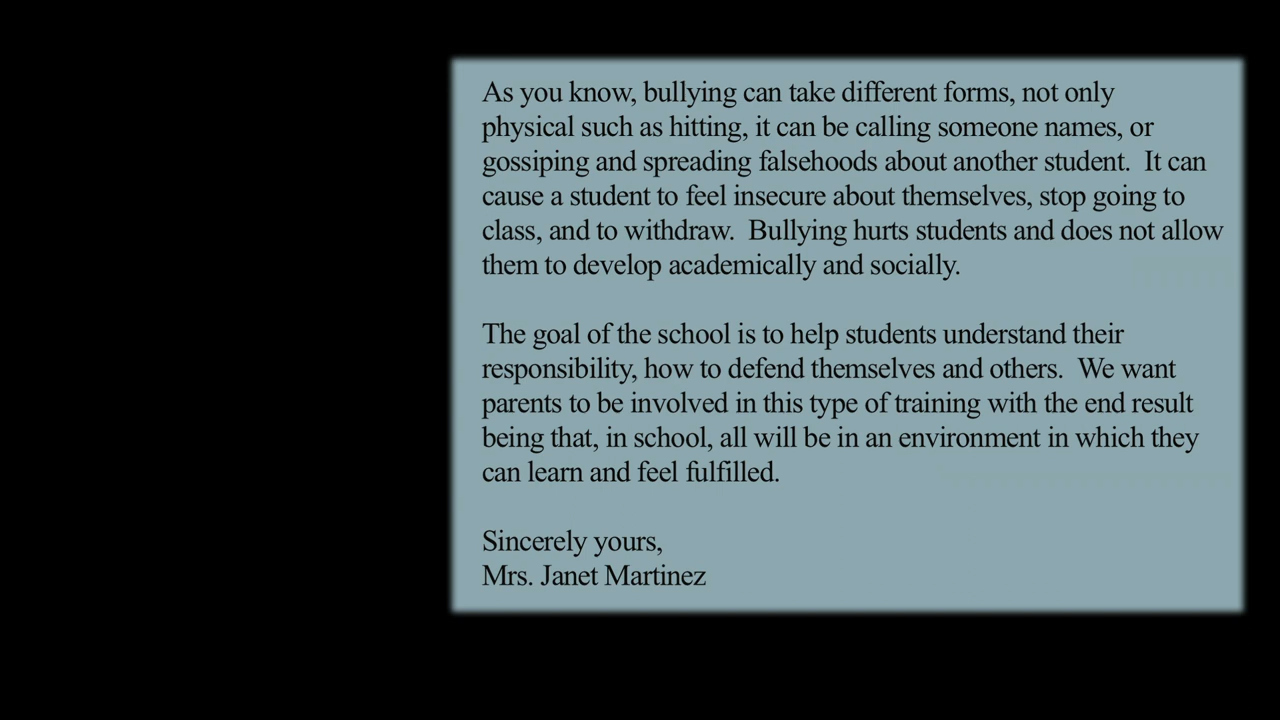 As you know, bullying can take different forms, not only
physical such as hitting, it can be calling someone names, or
gossiping and spreading falsehoods about another student.  It can
cause a student to feel insecure about themselves, stop going to
class, and to withdraw.  Bullying hurts students and does not allow
them to develop academically and socially.
The goal of the school is to help students understand their
responsibility, how to defend themselves and others.  We want
parents to be involved in this type of training with the end result
being that, in school, all will be in an environment in which they
can learn and feel fulfilled.
Sincerely yours,
Mrs. Janet Martinez